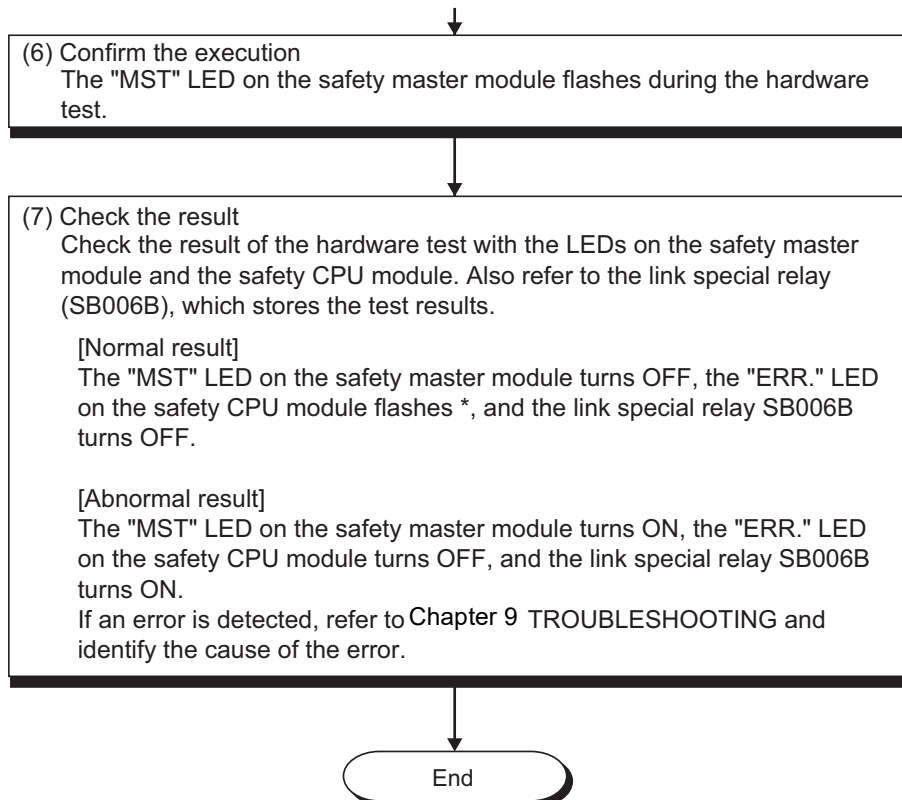 (6) Confirm the execution
The "MST" LED on the safety master module flashes during the hardware
test.
(7) Check the result
Check the result of the hardware test with the LEDs on the safety master
module and the safety CPU module. Also refer to the link special relay
(SB006B), which stores the test results.
[Normal result]
The "MST" LED on the safety master module turns OFF, the "ERR." LED
on the safety CPU module flashes *, and the link special relay SB006B
turns OFF.
[Abnormal result]
The "MST" LED on the safety master module turns ON, the "ERR." LED
on the safety CPU module turns OFF, and the link special relay SB006B
turns ON.
If an error is detected, refer to Chapter 9 TROUBLESHOOTING and
identify the cause of the error.
End